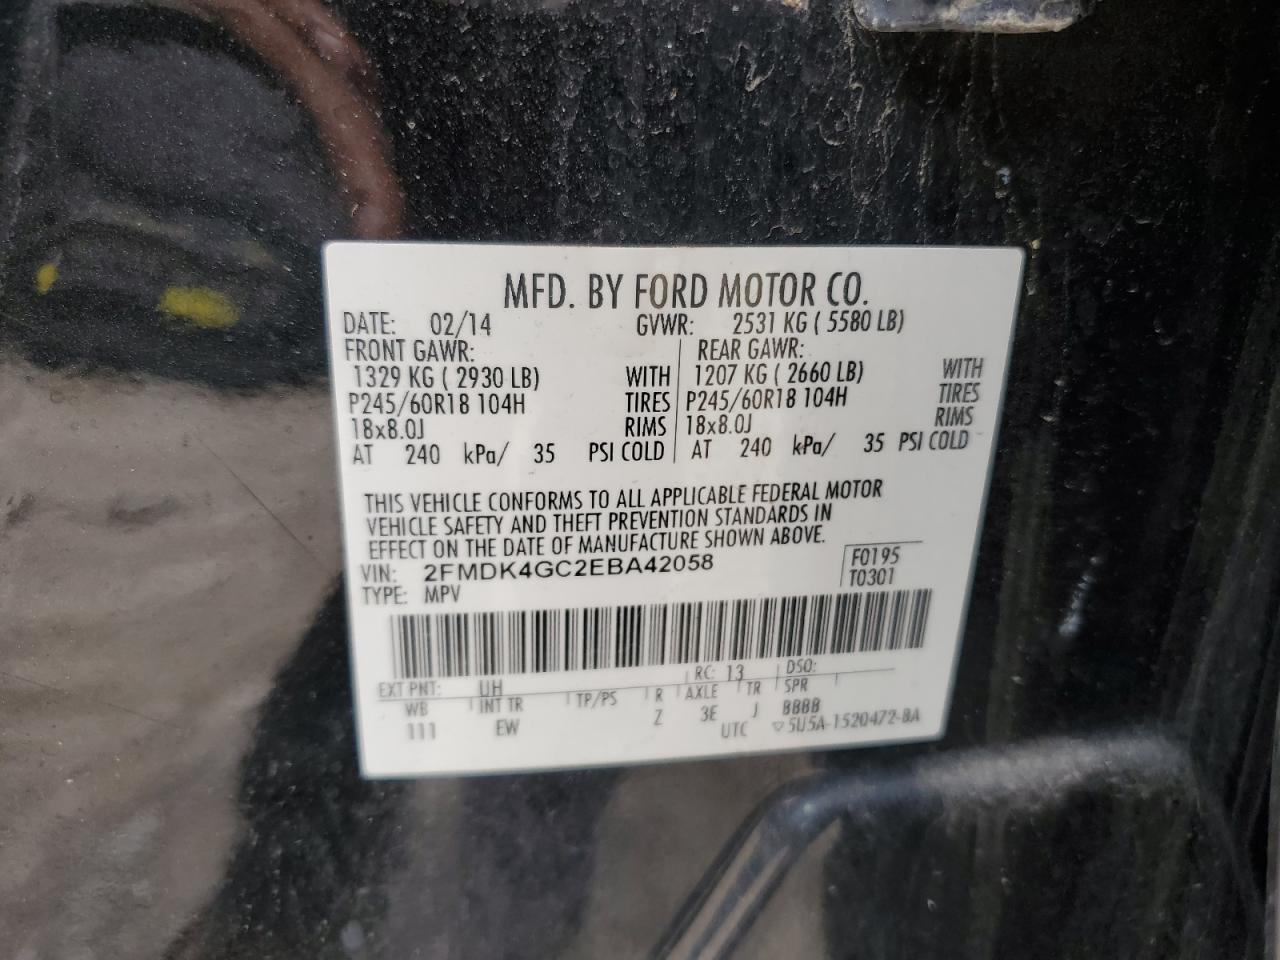 MFD. BY FORD MOTOR CO.
DATE: 02/14 GVWR: 2531 KG ( 5580 LB)
FRONT GAWR: REAR GAWR:
1329 KG ( 2930 LB) WITH 1207 KG ( 2660 LB) WITH
P245/60R18 104H TIRES P245/60R18 104H TIRES
18x8.0J RIMS 18x8.0J RIMS
AT 240 kPa/ 35 PSI COLD AT 240 kPa/ 35 PSI COLD
THIS VEHICLE CONFORMS TO ALL APPLICABLE FEDERAL MOTOR
VEHICLE SAFETY AND THEFT PREVENTION STANDARDS IN
EFFECT ON THE DATE OF MANUFACTURE SHOWN ABOVE.
VIN: 2FMDK4GC2EBA42058 F0195
TYPE: MPV T0301
EXT PNT: UH RC: 13 DSO:
WB INT TR TP/PS R AXLE TR SPR
111 EW Z 3E J BBBB
UTC ▽5U5A-1520472-BA